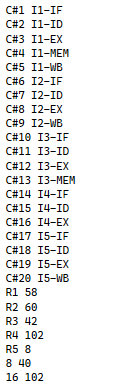 C#1 I1-IF
C#2 I1-ID
C#3 I1-EX
C#4 I1-MEM
C#5 I1-WB
C#6 I2-IF
C#7 I2-ID
C#8 I2-EX
C#9 I2-WB
C#10 I3-IF
C#11 I3-ID
C#12 I3-EX
C#13 I3-MEM
C#14 I4-IF
C#15 I4-ID
C#16 I4-EX
C#17 I5-IF
C#18 I5-ID
C#19 I5-EX
C#20 I5-WB
R1 58
R2 60
R3 42
R4 102
R5 8
8 40
16 102